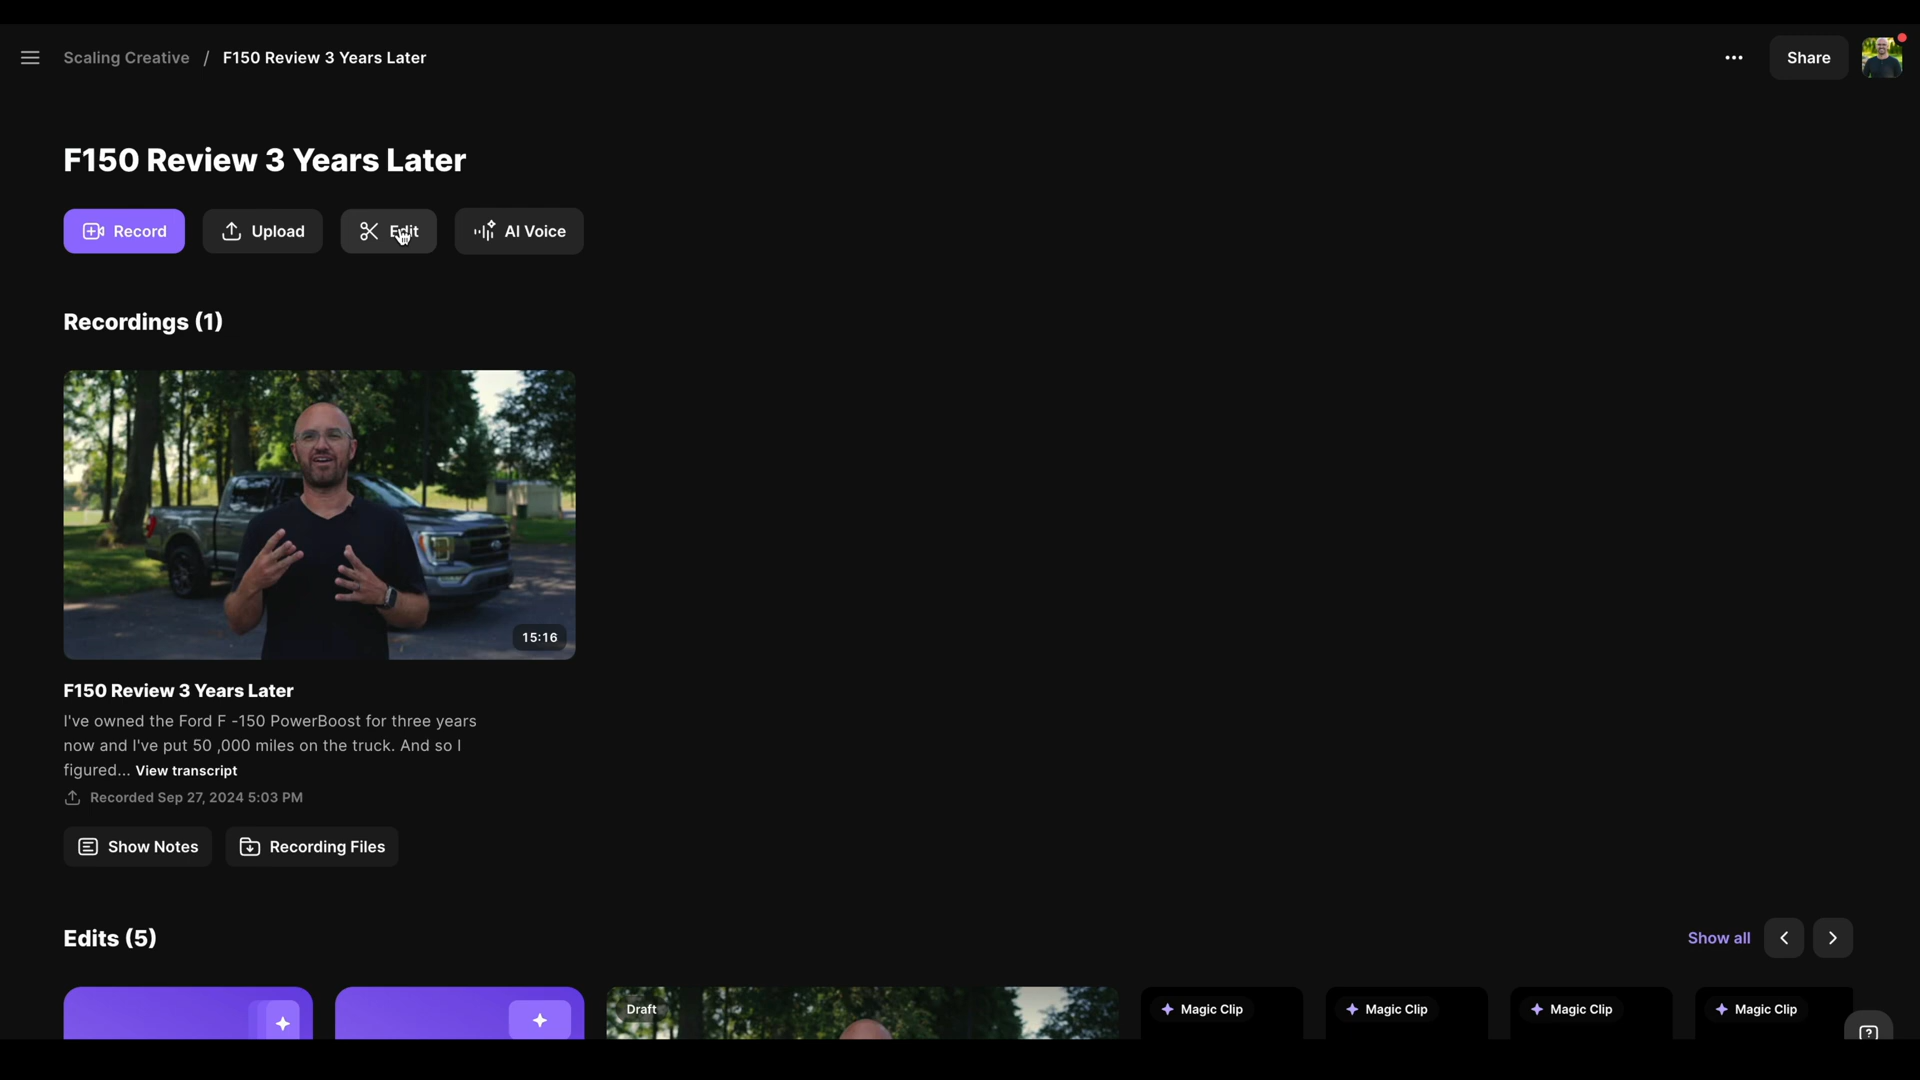 Scaling Creative / F150 Review 3 Years Later
Share
F150 Review 3 Years Later
Record
Upload
Edit
AI Voice
Recordings (1)
15:16
F150 Review 3 Years Later
I've owned the Ford F -150 PowerBoost for three years
now and I've put 50 ,000 miles on the truck. And so I
figured... View transcript
Recorded Sep 27, 2024 5:03 PM
Show Notes
Recording Files
Edits (5)
Show all
Draft
Magic Clip
Magic Clip
Magic Clip
Magic Clip